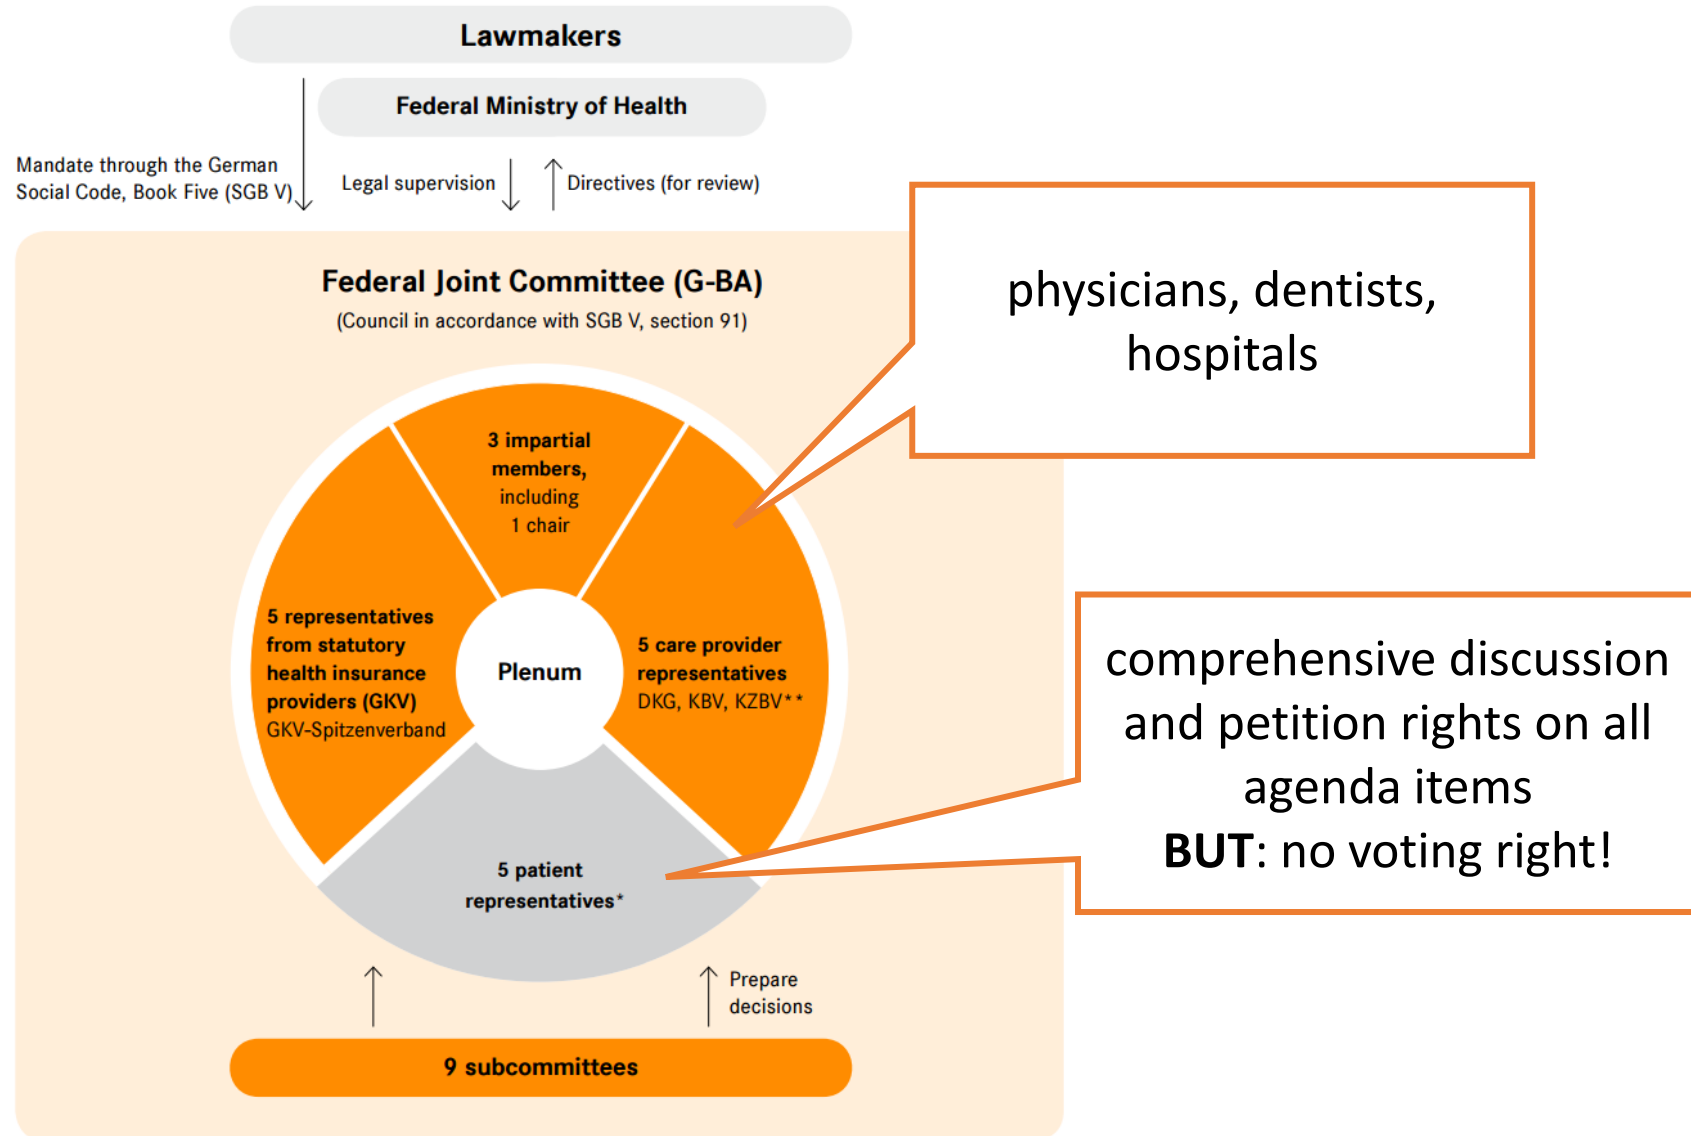 Lawmakers
Federal Ministry of Health
Mandate through the German
Social Code, Book Five (SGB V)
Legal supervision
Directives (for review)
Federal Joint Committee (G-BA)
(Council in accordance with SGB V, section 91)
physicians, dentists,
hospitals
3 impartial
members,
including
1 chair
5 representatives
from statutory
health insurance
providers (GKV)
GKV-Spitzenverband
Plenum
5 care provider
representatives
DKG, KBV, KZBV**
comprehensive discussion
and petition rights on all
agenda items
BUT: no voting right!
5 patient
representatives*
Prepare
decisions
9 subcommittees